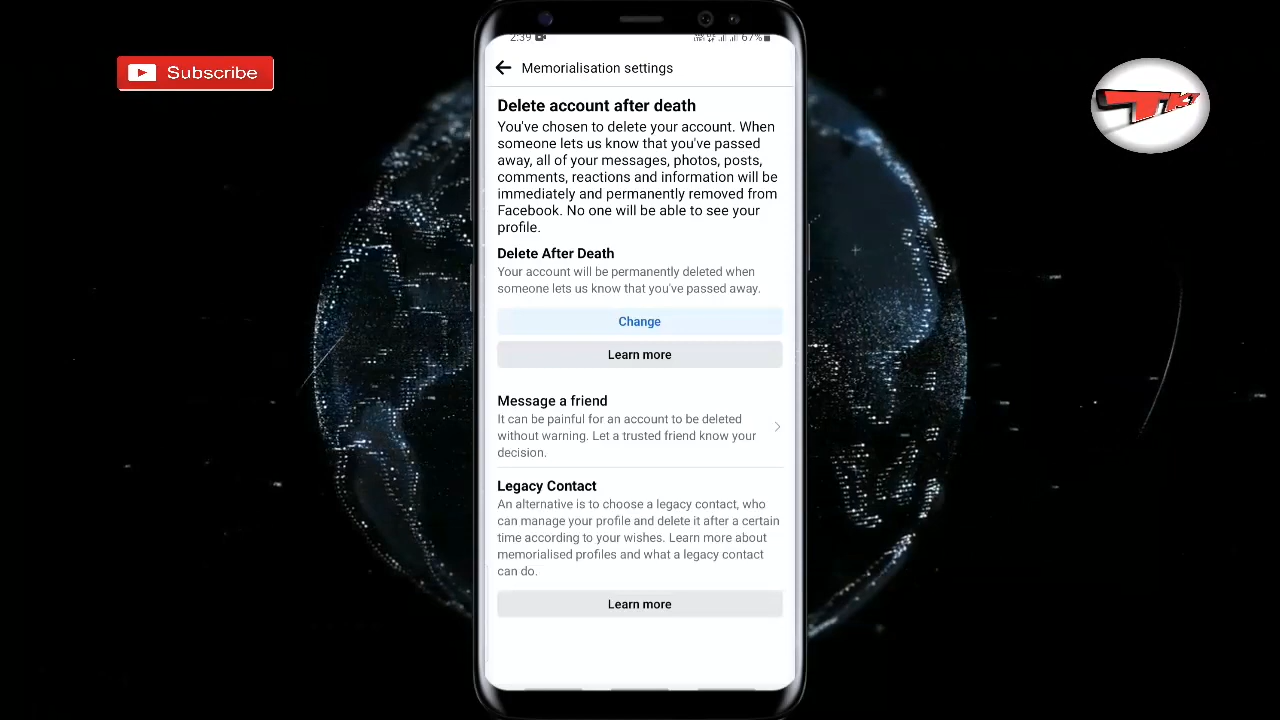 2:39
67%
Subscribe
TKT
Memorialisation settings
Delete account after death
You've chosen to delete your account. When
someone lets us know that you've passed
away, all of your messages, photos, posts,
comments, reactions and information will be
immediately and permanently removed from
Facebook. No one will be able to see your
profile.
Delete After Death
Your account will be permanently deleted when
someone lets us know that you've passed away.
Change
Learn more
Message a friend
It can be painful for an account to be deleted
without warning. Let a trusted friend know your
decision.
Legacy Contact
An alternative is to choose a legacy contact, who
can manage your profile and delete it after a certain
time according to your wishes. Learn more about
memorialised profiles and what a legacy contact
can do.
Learn more